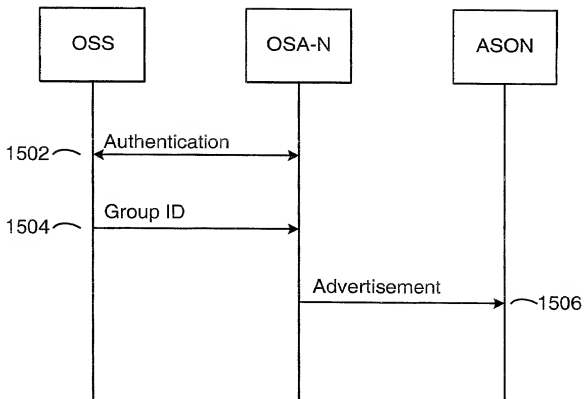 OSS
OSA-N
ASON
Authentication
1502
Group ID
1504
Advertisement
1506